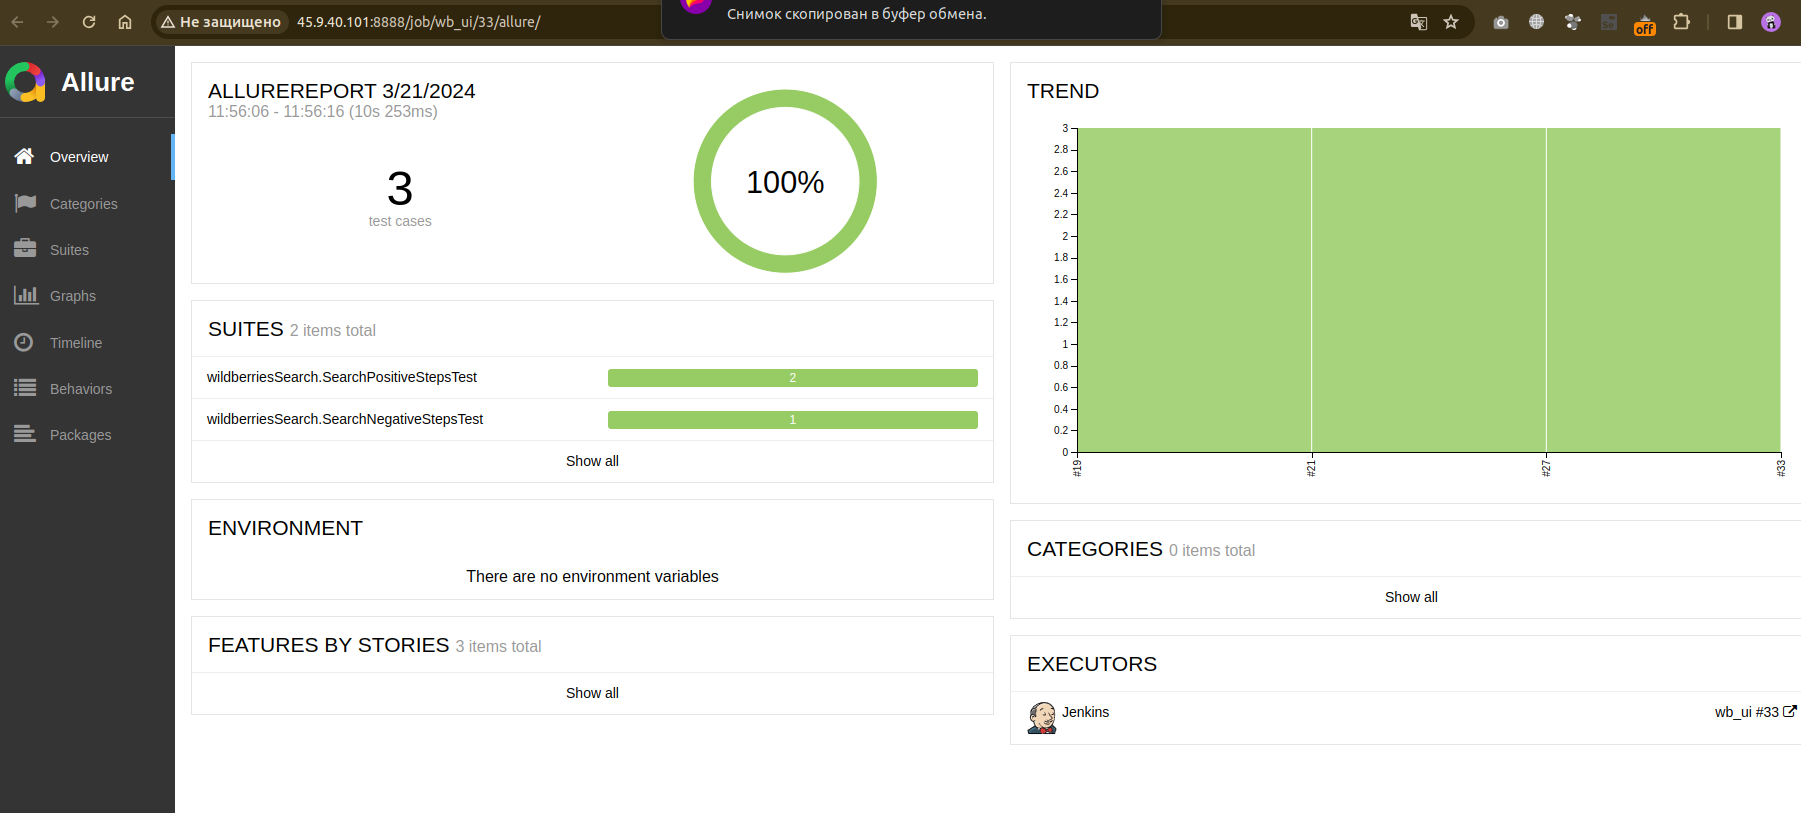 Не защищено
45.9.40.101:8888/job/wb_ui/33/allure/
Снимок скопирован в буфер обмена.
off
Allure
Overview
Categories
Suites
Graphs
Timeline
Behaviors
Packages
ALLUREREPORT 3/21/2024
11:56:06 - 11:56:16 (10s 253ms)
3
test cases
100%
SUITES 2 items total
wildberriesSearch.SearchPositiveStepsTest 2
wildberriesSearch.SearchNegativeStepsTest 1
Show all
ENVIRONMENT
There are no environment variables
FEATURES BY STORIES 3 items total
Show all
TREND
3
2.8
2.6
2.4
2.2
2
1.8
1.6
1.4
1.2
1
0.8
0.6
0.4
0.2
0
#19 #21 #27 #33
CATEGORIES 0 items total
Show all
EXECUTORS
Jenkins wb_ui #33